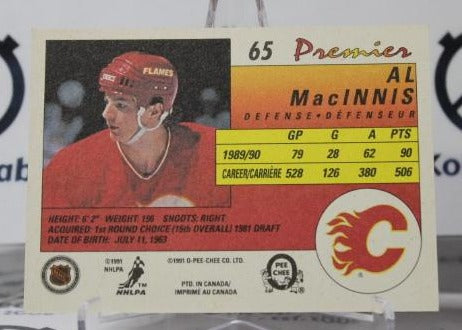 65 Premier
AL
MacINNIS
DEFENSE • DÉFENSEUR
GP G A PTS
1989/90 79 28 62 90
CAREER/CARRIÈRE 528 126 380 506
FLAMES
HEIGHT: 6' 2" WEIGHT: 196 SHOOTS: RIGHT
ACQUIRED: 1st ROUND CHOICE (15th OVERALL) 1981 DRAFT
DATE OF BIRTH: JULY 11, 1963
©1991
NHLPA
NHLPA
©1991 O-PEE-CHEE CO. LTD.
PTD. IN CANADA/
IMPRIMÉ AU CANADA
O
PEE
CHEE
C